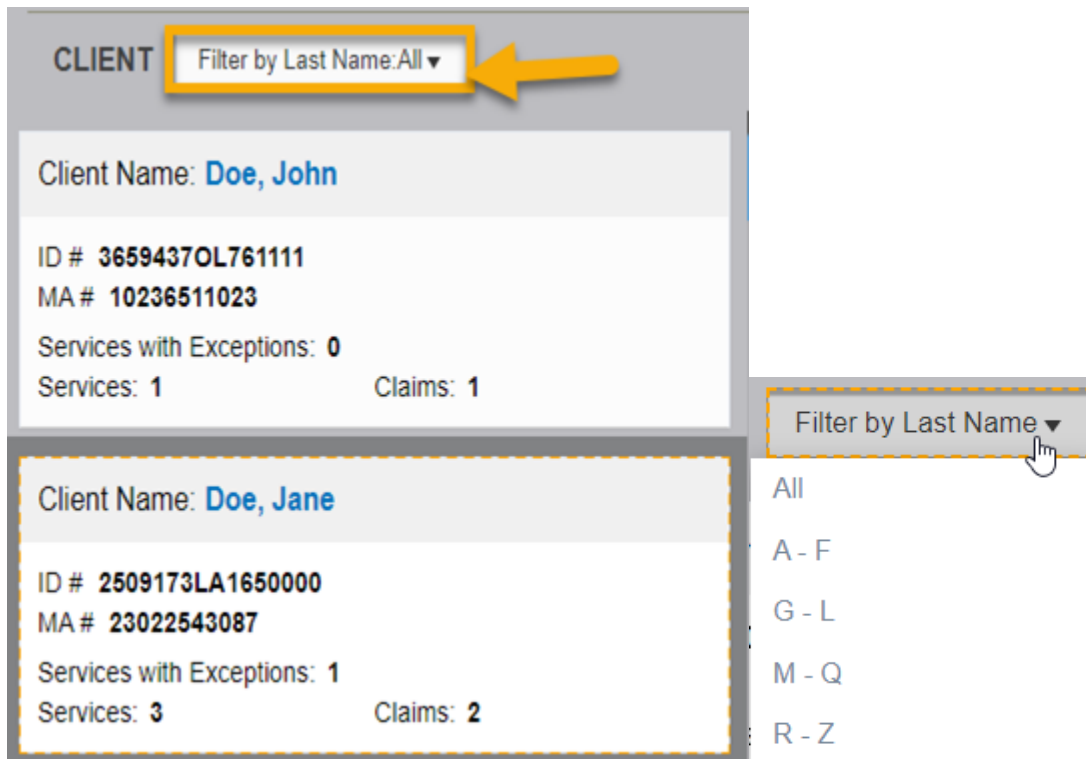 CLIENT Filter by Last Name:All ▾
Client Name: Doe, John
ID # 3659437OL761111
MA # 10236511023
Services with Exceptions: 0
Services: 1 Claims: 1
Client Name: Doe, Jane
ID # 2509173LA1650000
MA # 23022543087
Services with Exceptions: 1
Services: 3 Claims: 2
Filter by Last Name ▾
All
A - F
G - L
M - Q
R - Z